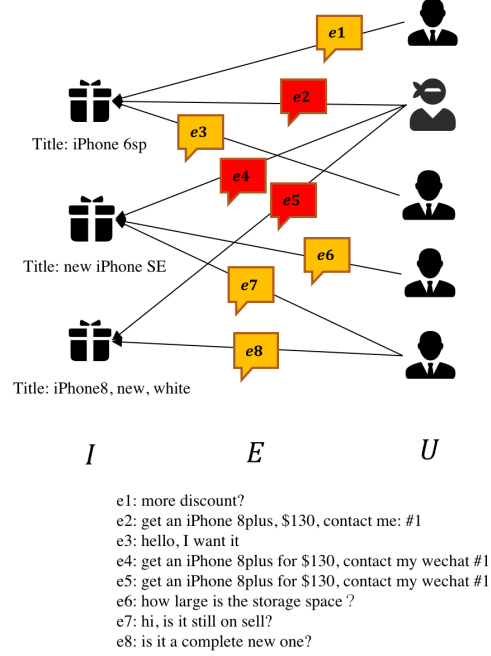 e1
e2
e3
Title: iPhone 6sp
e4
e5
e6
Title: new iPhone SE
e7
e8
Title: iPhone8, new, white
I E U
e1: more discount?
e2: get an iPhone 8plus, $130, contact me: #1
e3: hello, I want it
e4: get an iPhone 8plus for $130, contact my wechat #1
e5: get an iPhone 8plus for $130, contact my wechat #1
e6: how large is the storage space？
e7: hi, is it still on sell?
e8: is it a complete new one?